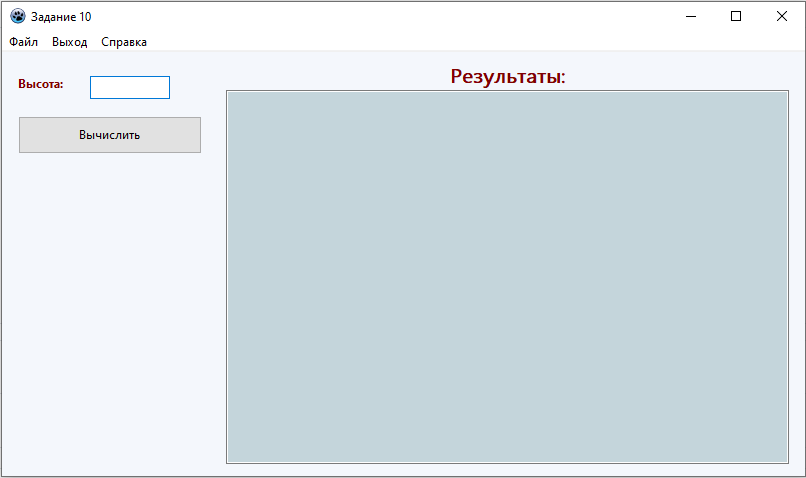 Задание 10
Файл Выход Справка
Высота:
Вычислить
Результаты: